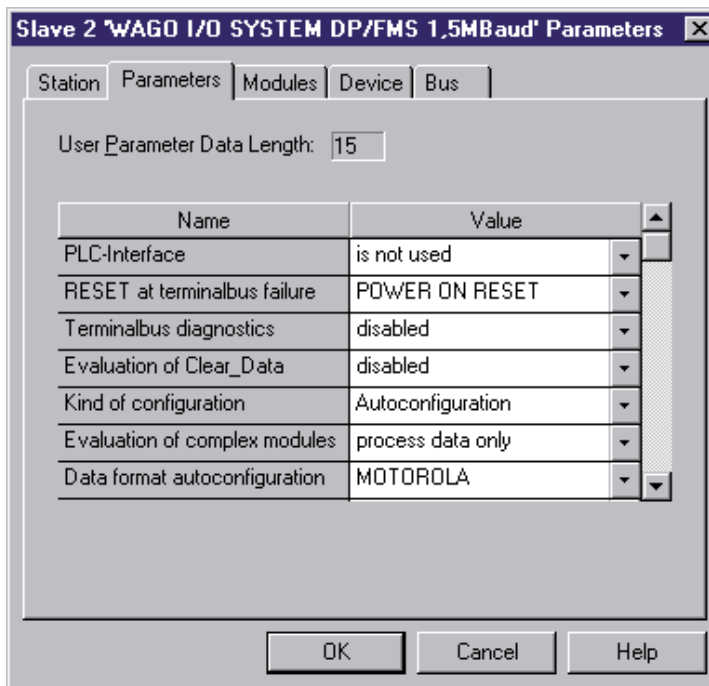 Slave 2 'WAGO I/O SYSTEM DP/FMS 1,5MBaud' Parameters
Station Parameters Modules Device Bus
User Parameter Data Length: 15
Name Value
PLC-Interface is not used
RESET at terminalbus failure POWER ON RESET
Terminalbus diagnostics disabled
Evaluation of Clear_Data disabled
Kind of configuration Autoconfiguration
Evaluation of complex modules process data only
Data format autoconfiguration MOTOROLA
OK Cancel Help